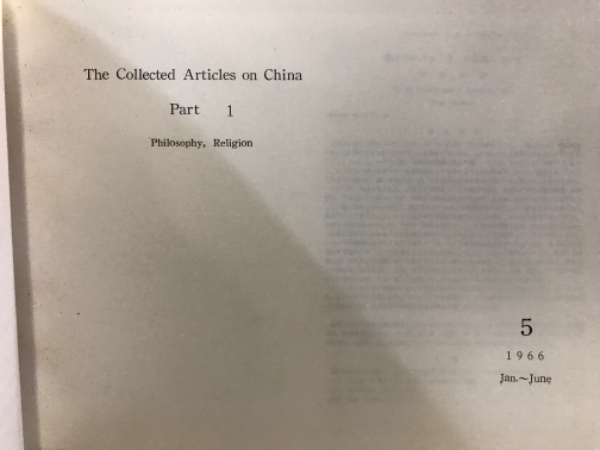 The Collected Articles on China
Part 1
Philosophy, Religion
5
1966
Jan.～June